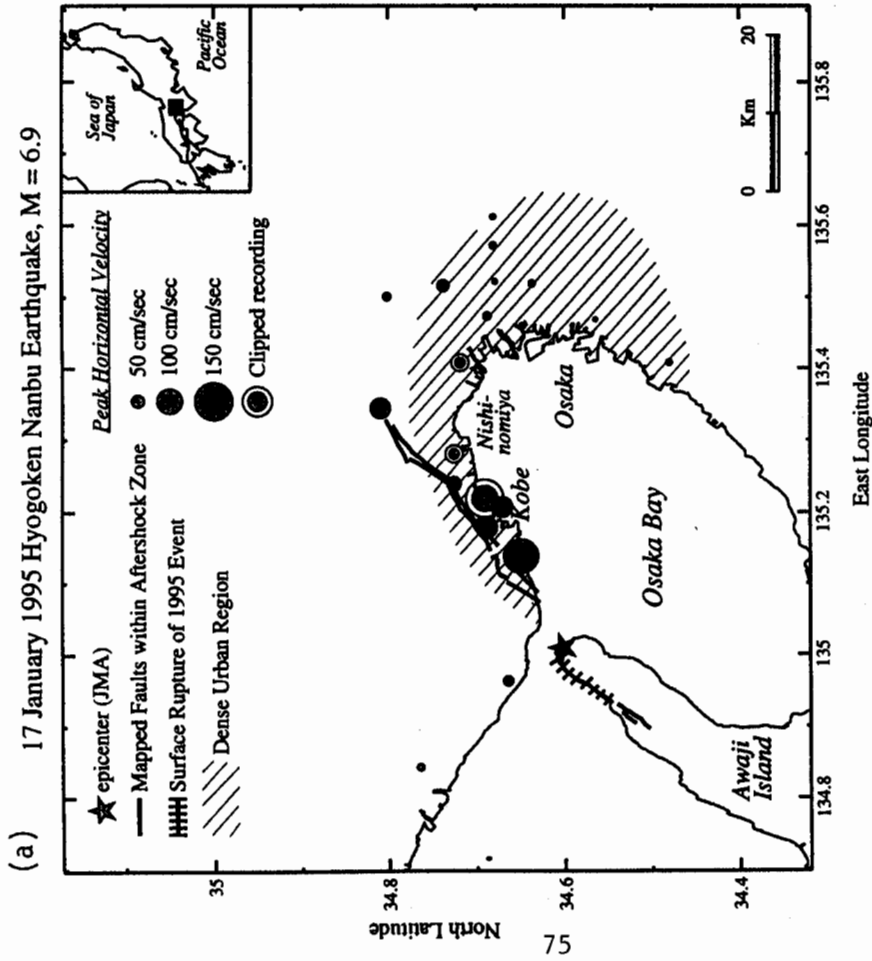 (a)
17 January 1995 Hyogoken Nanbu Earthquake, M = 6.9
epicenter (JMA)
Mapped Faults within Aftershock Zone
Surface Rupture of 1995 Event
Dense Urban Region
Peak Horizontal Velocity
50 cm/sec
100 cm/sec
150 cm/sec
Clipped recording
Sea of
Japan
Pacific
Ocean
35
34.8
34.6
34.4
North Latitude
Nishi-
nomiya
Kobe
Osaka
Osaka Bay
Awaji
Island
0 Km 20
134.8 135 135.2 135.4 135.6 135.8
East Longitude
75